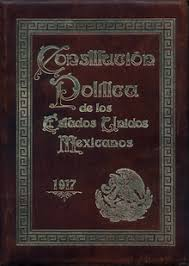 Constitución
Política
de los
Estados Unidos
Mexicanos
1917